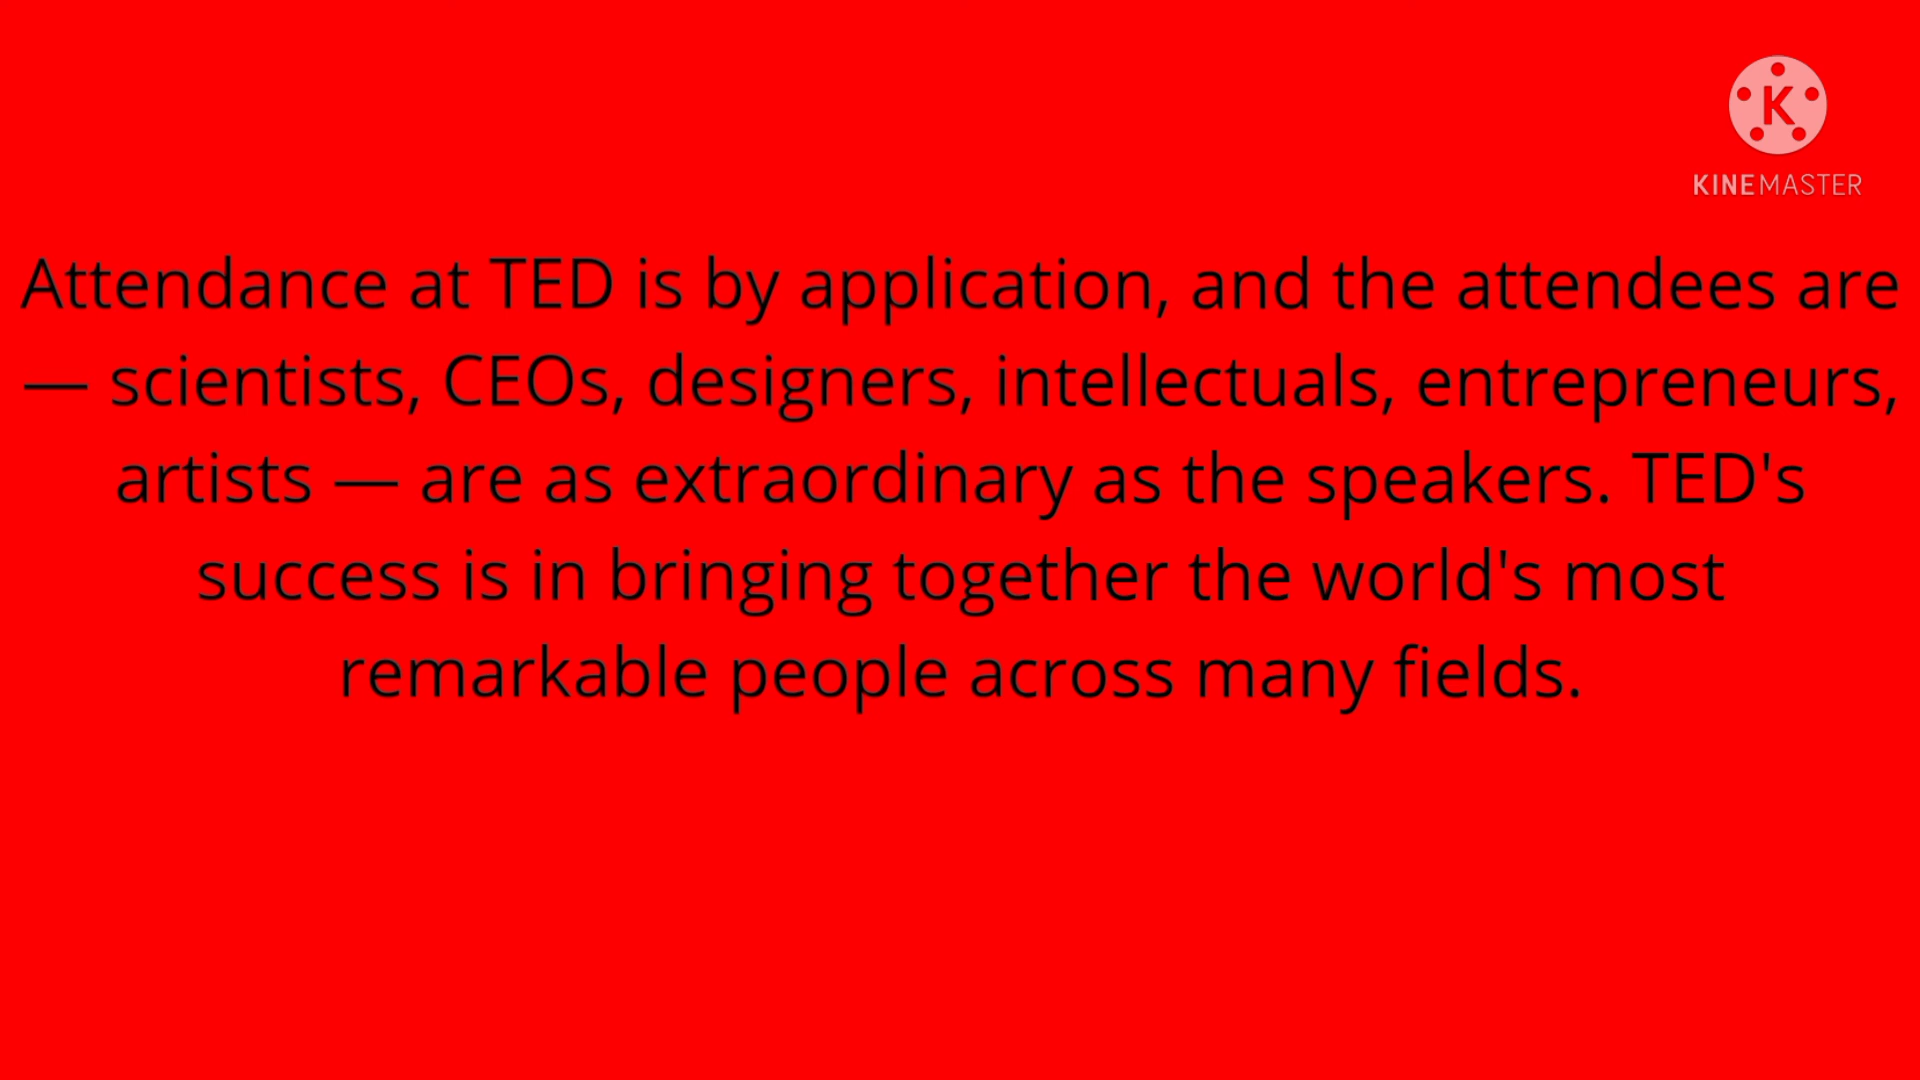 K
KINEMASTER
Attendance at TED is by application, and the attendees are
— scientists, CEOs, designers, intellectuals, entrepreneurs,
artists — are as extraordinary as the speakers. TED's
success is in bringing together the world's most
remarkable people across many fields.